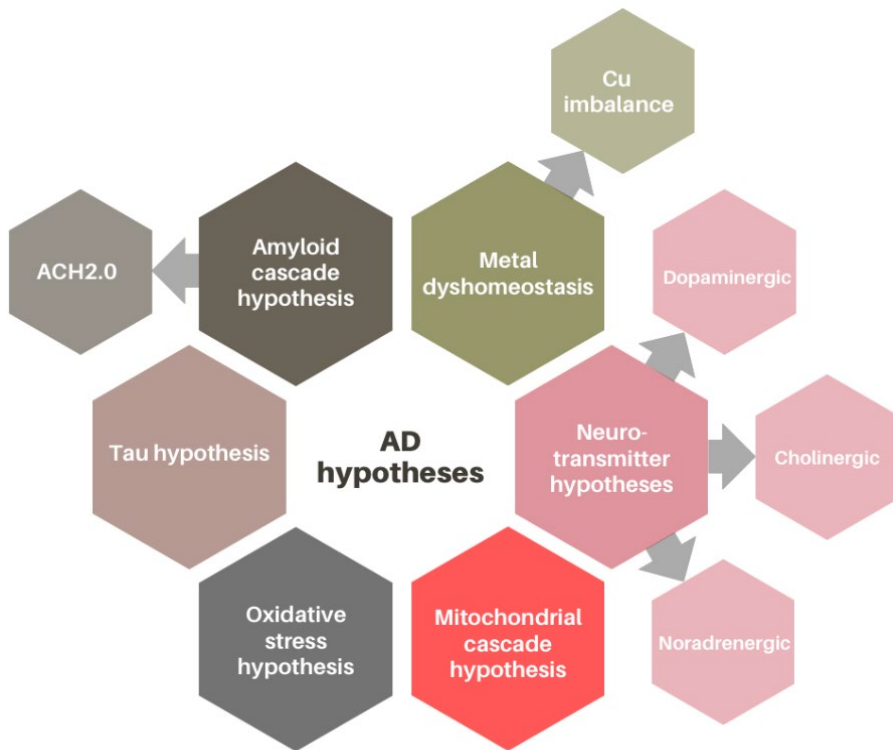 Cu
imbalance
ACH2.0
Amyloid
cascade
hypothesis
Metal
dyshomeostasis
Dopaminergic
Tau hypothesis
AD
hypotheses
Neuro-
transmitter
hypotheses
Cholinergic
Oxidative
stress
hypothesis
Mitochondrial
cascade
hypothesis
Noradrenergic